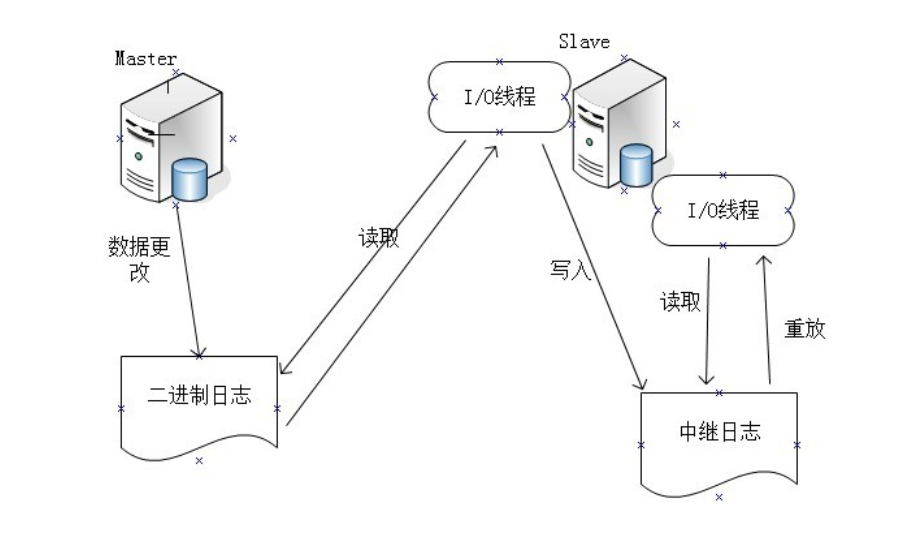 Master
Slave
I/O线程
I/O线程
数据更
改
读取
写入
读取
重放
二进制日志
中继日志